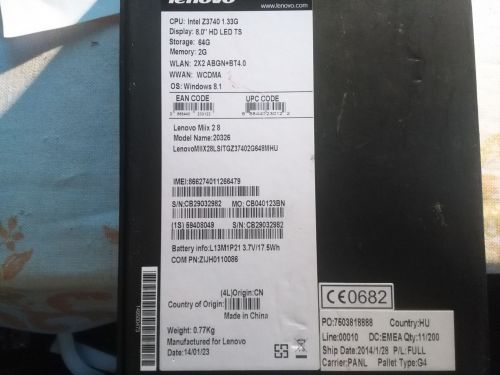 lenovo
www.lenovo.com
CPU: Intel Z3740 1.33G
Display: 8.0" HD LED TS
Storage: 64G
Memory: 2G
WLAN: 2X2 ABGN+BT4.0
WWAN: WCDMA
OS: Windows 8.1
EAN CODE UPC CODE
Lenovo Miix 2 8
Model Name:20326
LenovoMIIX28LSITGZ37402G648MHU
IMEI:866274011266479
S/N:CB29032982 MO: CB040123BN
(1S) 59408049 S/N:CB29032982
Battery info:L13M1P21 3.7V/17.5Wh
COM PN:ZIJH0110086
(4L)Origin:CN
Country of Origin:
Made in China
Weight: 0.77Kg
Manufactured for Lenovo
Date: 14/01/23
CE0682
PO:7503818888 Country:HU
Line:00010 DC:EMEA Qty:11/200
Ship Date:2014/1/28 P/L:FULL
Carrier:PANL Pallet Type:G4